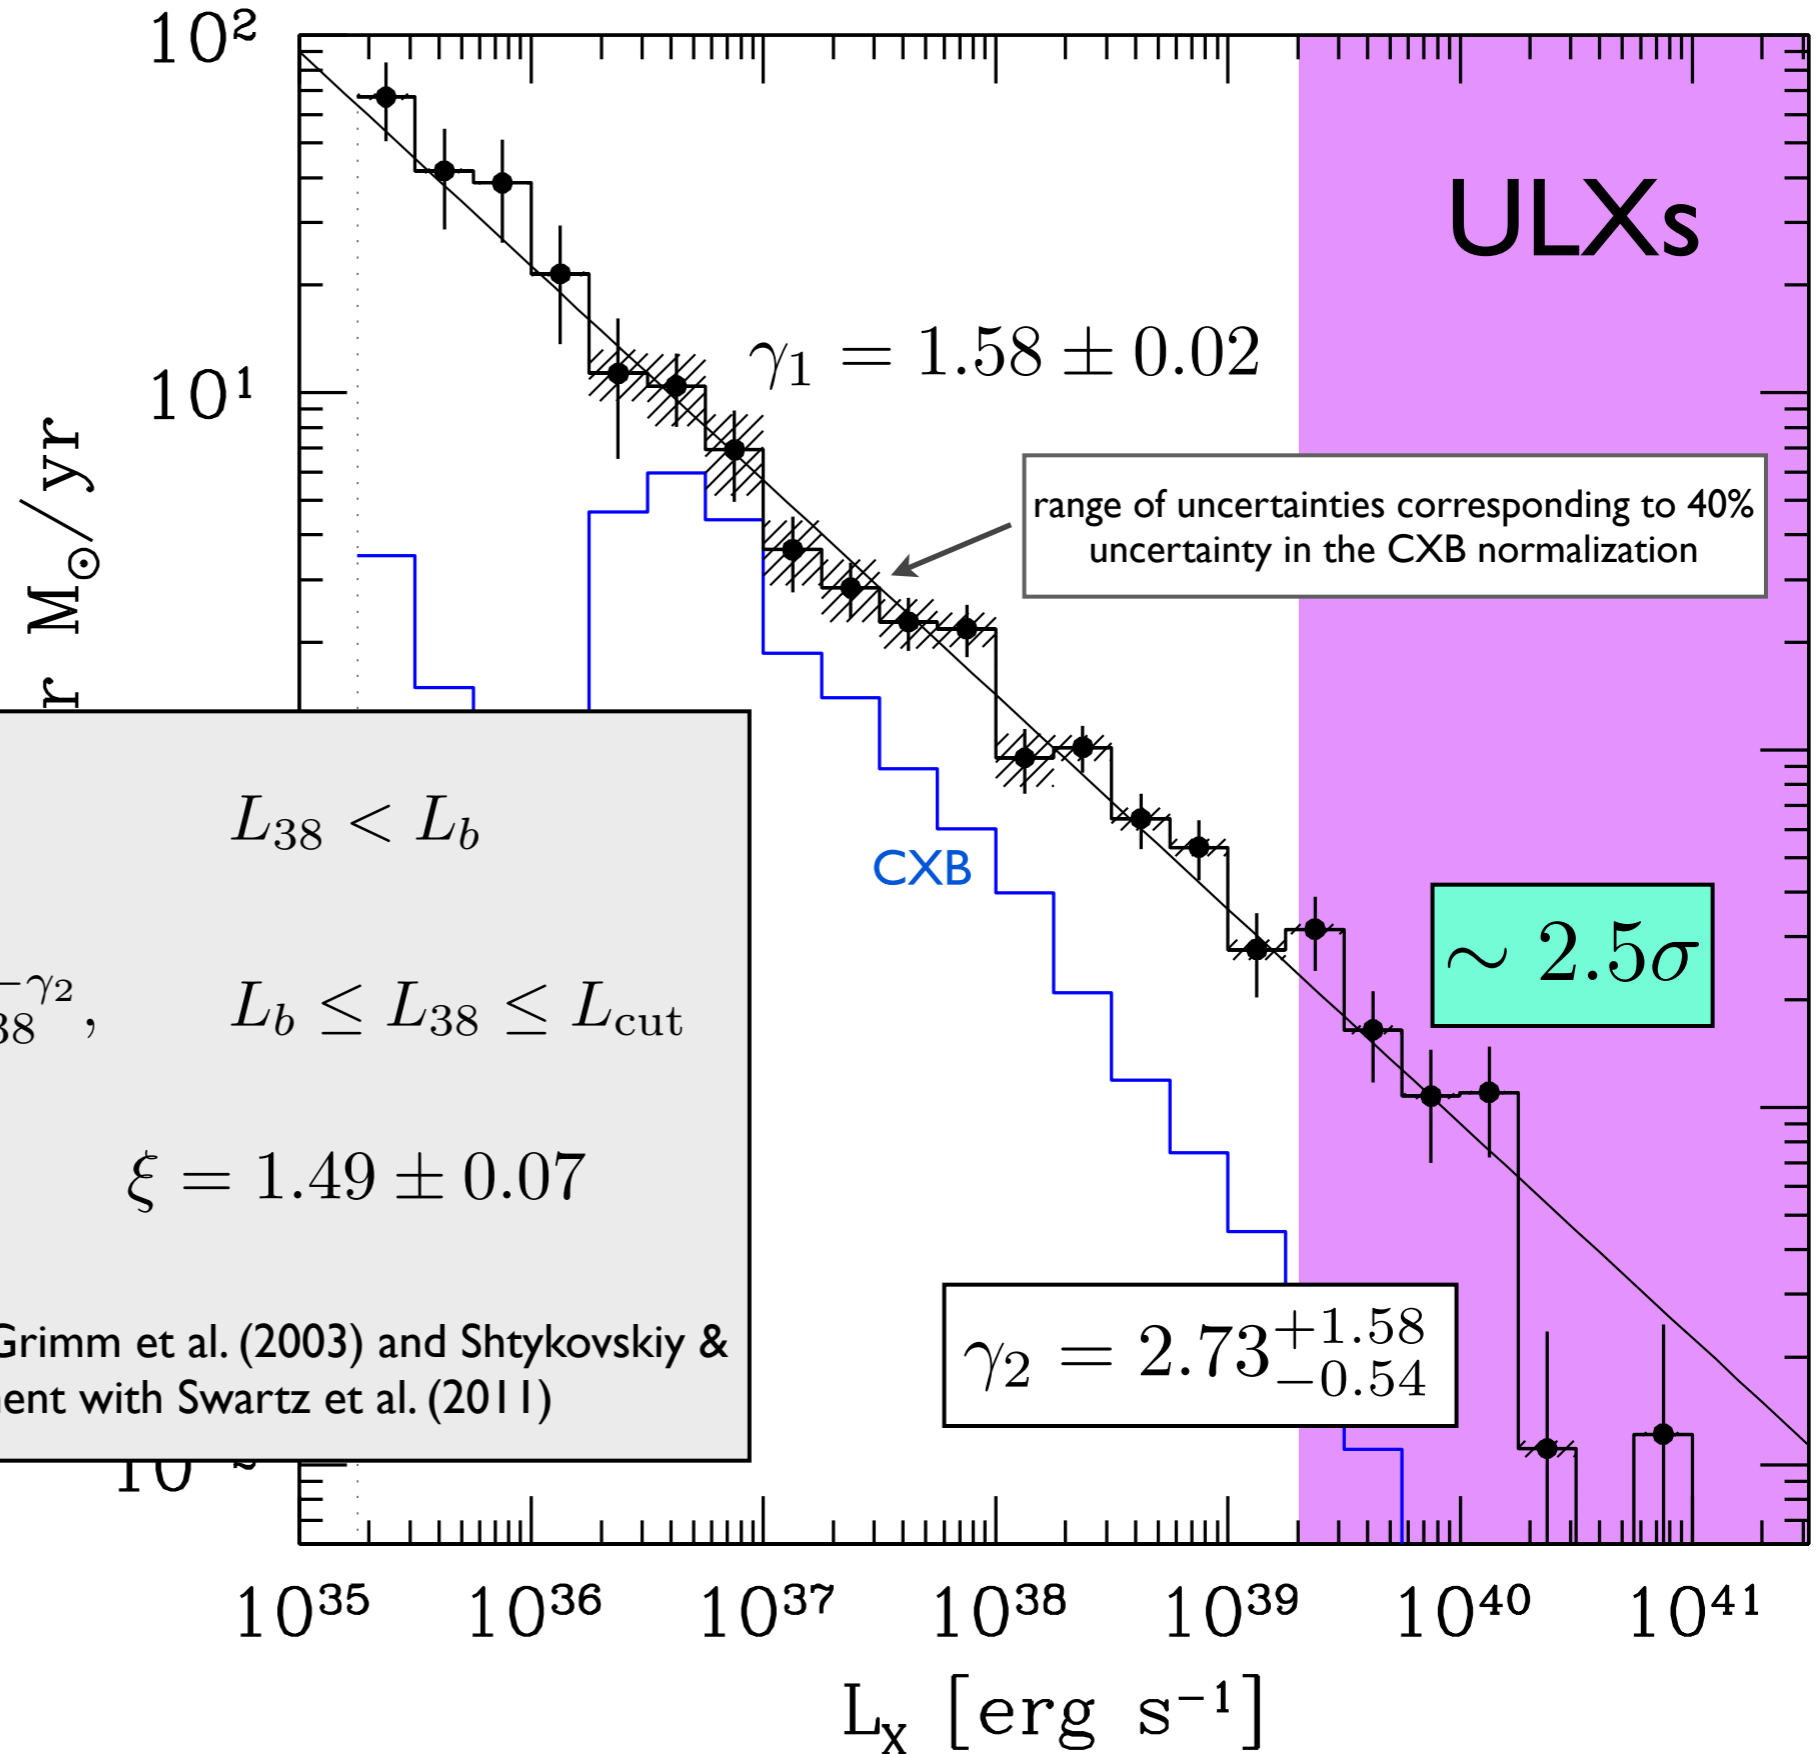 10²
ULXs
γ₁ = 1.58 ± 0.02
10¹
r M⊙/yr
range of uncertainties corresponding to 40%
uncertainty in the CXB normalization
L₃₈ < L_b
CXB
∼ 2.5σ
−γ₂
38 , L_b ≤ L₃₈ ≤ L_cut
ξ = 1.49 ± 0.07
Grimm et al. (2003) and Shtykovskiy &
ent with Swartz et al. (2011)
γ₂ = 2.73 +1.58 −0.54
10
10³⁵ 10³⁶ 10³⁷ 10³⁸ 10³⁹ 10⁴⁰ 10⁴¹
L_X [erg s⁻¹]